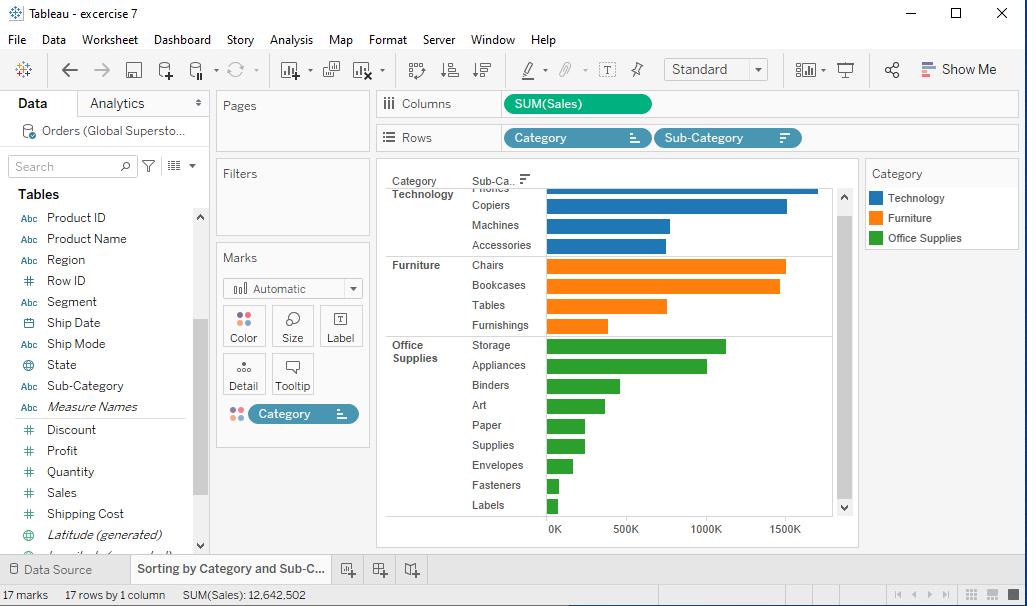 Tableau - excercise 7
File Data Worksheet Dashboard Story Analysis Map Format Server Window Help
Standard
Show Me
Data Analytics
Orders (Global Supersto...
Search
Tables
Abc Product ID
Abc Product Name
Abc Region
# Row ID
Abc Segment
Ship Date
Abc Ship Mode
State
Abc Sub-Category
Abc Measure Names
# Discount
# Profit
# Quantity
# Sales
# Shipping Cost
Latitude (generated)
Pages
Filters
Marks
Automatic
Color Size Label
Detail Tooltip
Category
Columns SUM(Sales)
Rows Category Sub-Category
Category Sub-Ca..
Technology Phones
Copiers
Machines
Accessories
Furniture Chairs
Bookcases
Tables
Furnishings
Office Storage
Supplies Appliances
Binders
Art
Paper
Supplies
Envelopes
Fasteners
Labels
0K 500K 1000K 1500K
Category
Technology
Furniture
Office Supplies
Data Source Sorting by Category and Sub-C...
17 marks 17 rows by 1 column SUM(Sales): 12,642,502